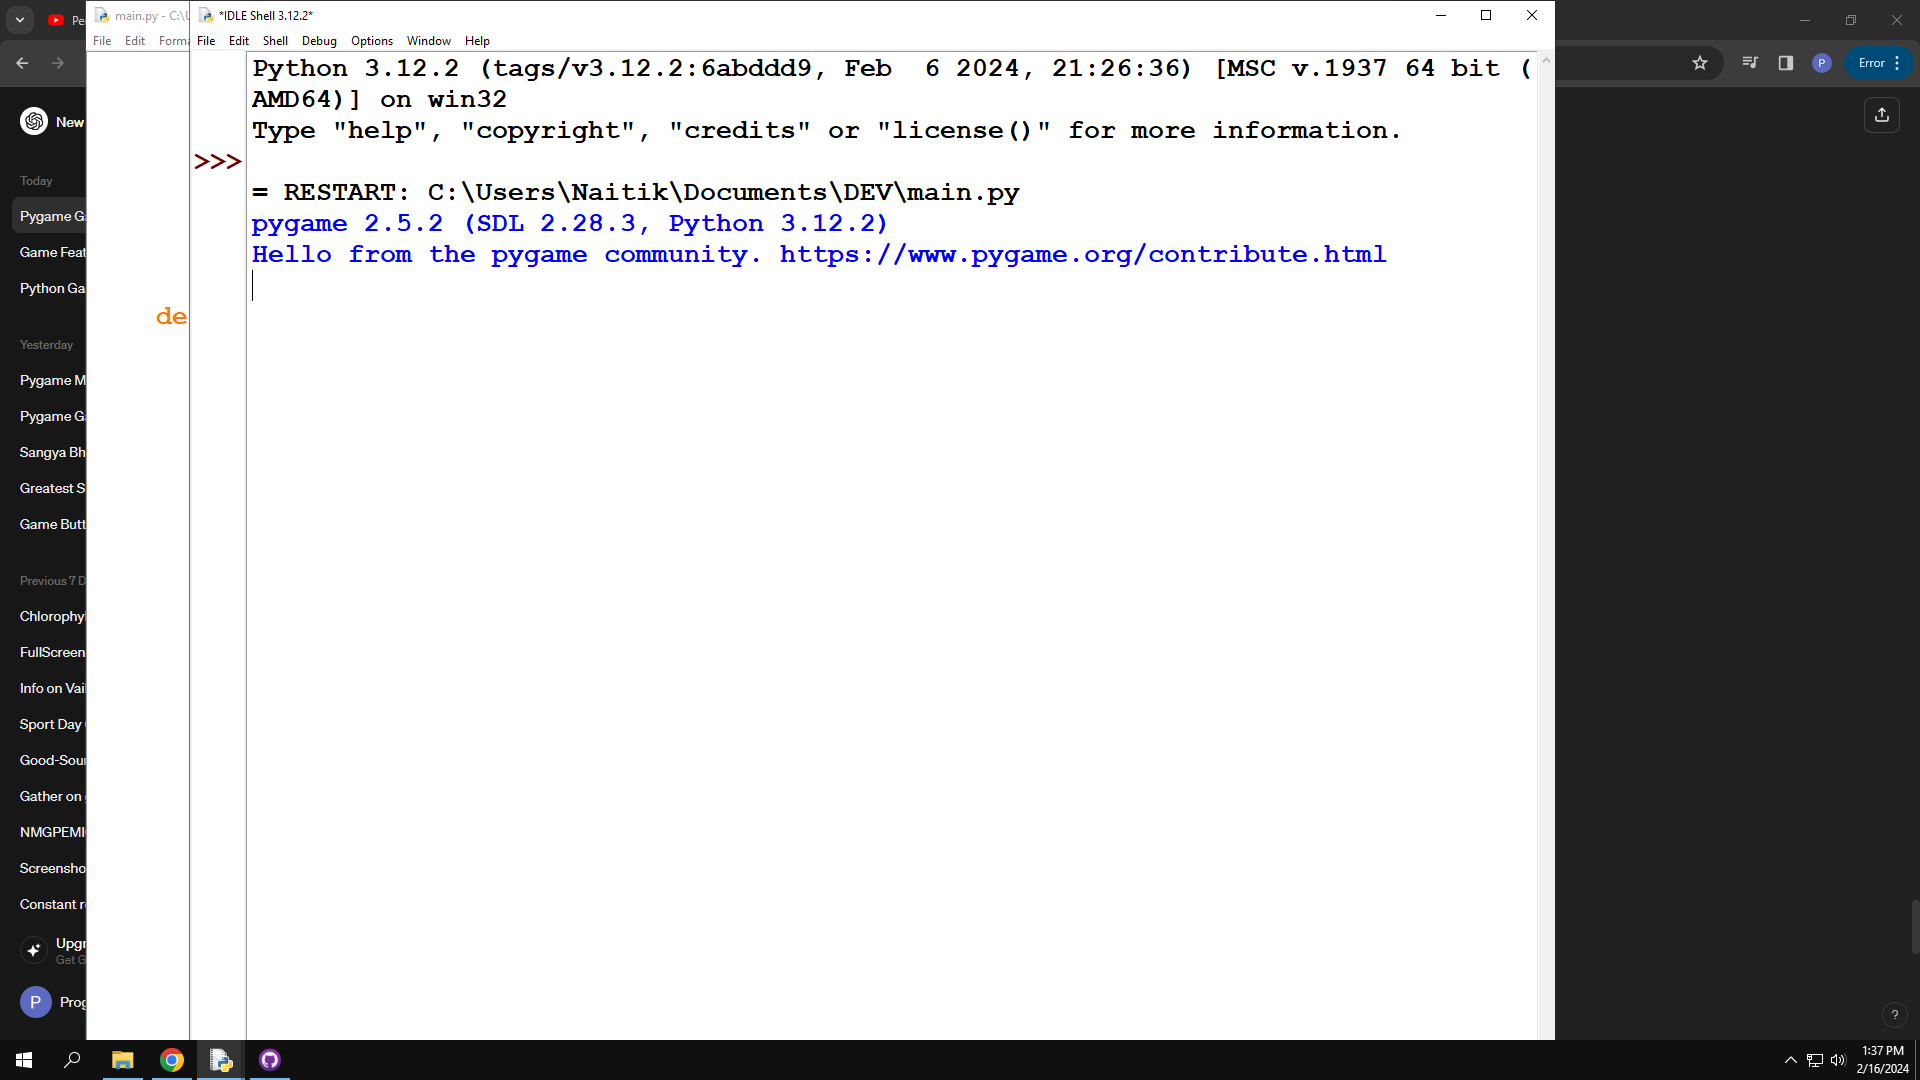 Pe
main.py - C:\U
*IDLE Shell 3.12.2*
File Edit Forma
File Edit Shell Debug Options Window Help
Error
P
New
Python 3.12.2 (tags/v3.12.2:6abddd9, Feb  6 2024, 21:26:36) [MSC v.1937 64 bit (
AMD64)] on win32
Type "help", "copyright", "credits" or "license()" for more information.
>>>
= RESTART: C:\Users\Naitik\Documents\DEV\main.py
pygame 2.5.2 (SDL 2.28.3, Python 3.12.2)
Hello from the pygame community. https://www.pygame.org/contribute.html
de
Today
Pygame Ga
Game Feat
Python Ga
Yesterday
Pygame M
Pygame Ga
Sangya Bh
Greatest S
Game Butt
Previous 7 D
Chlorophyl
FullScreen
Info on Vail
Sport Day
Good-Sour
Gather on
NMGPEMI
Screensho
Constant r
Upgr
Get G
P
Prog
?
1:37 PM
2/16/2024